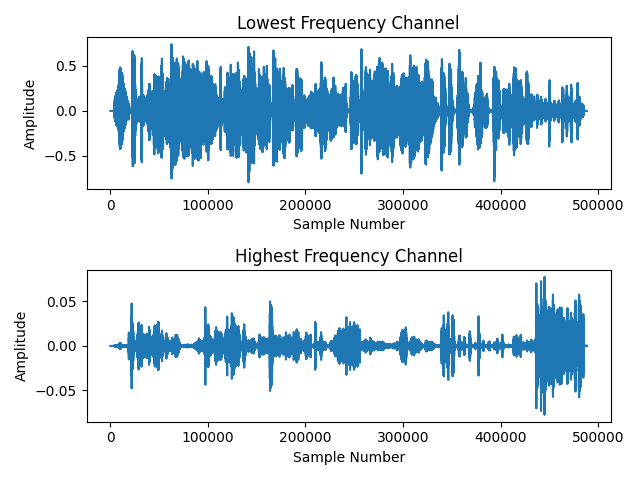 Lowest Frequency Channel
0.5
0.0
−0.5
Amplitude
0 100000 200000 300000 400000 500000
Sample Number
Highest Frequency Channel
0.05
0.00
−0.05
Amplitude
0 100000 200000 300000 400000 500000
Sample Number